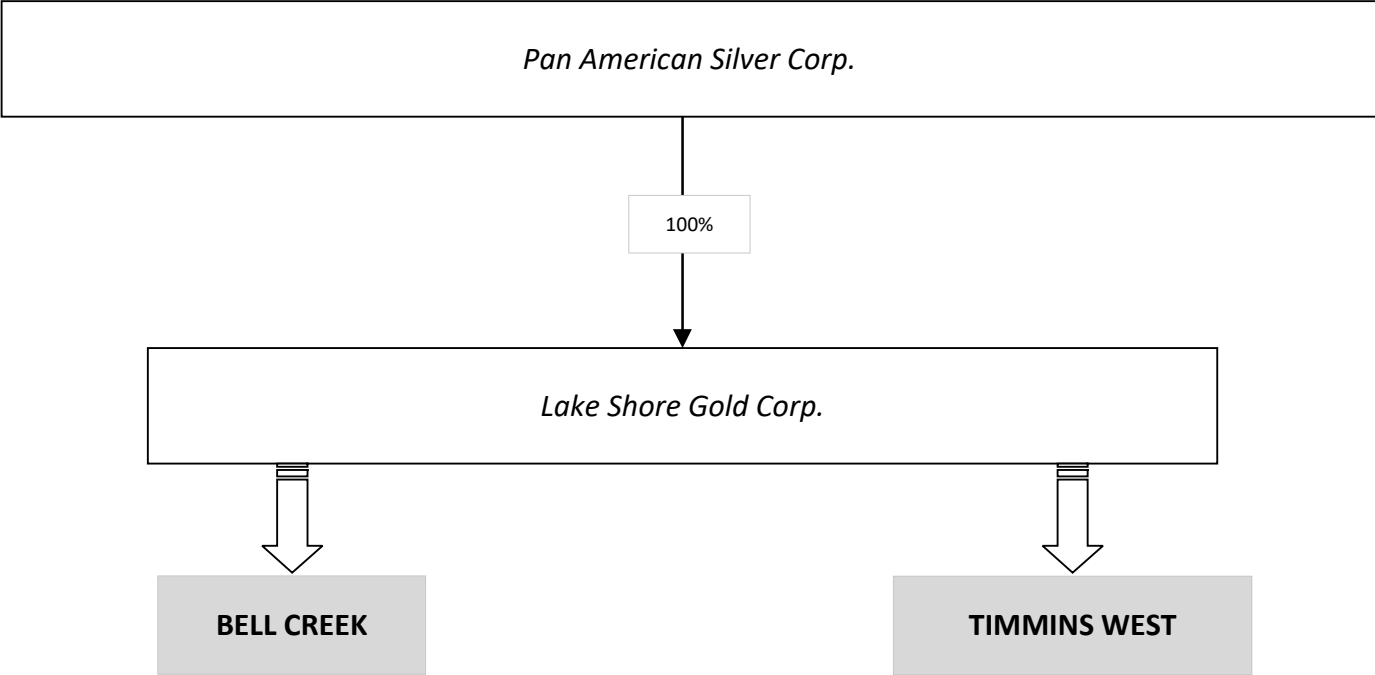 Pan American Silver Corp.
100%
Lake Shore Gold Corp.
BELL CREEK
TIMMINS WEST